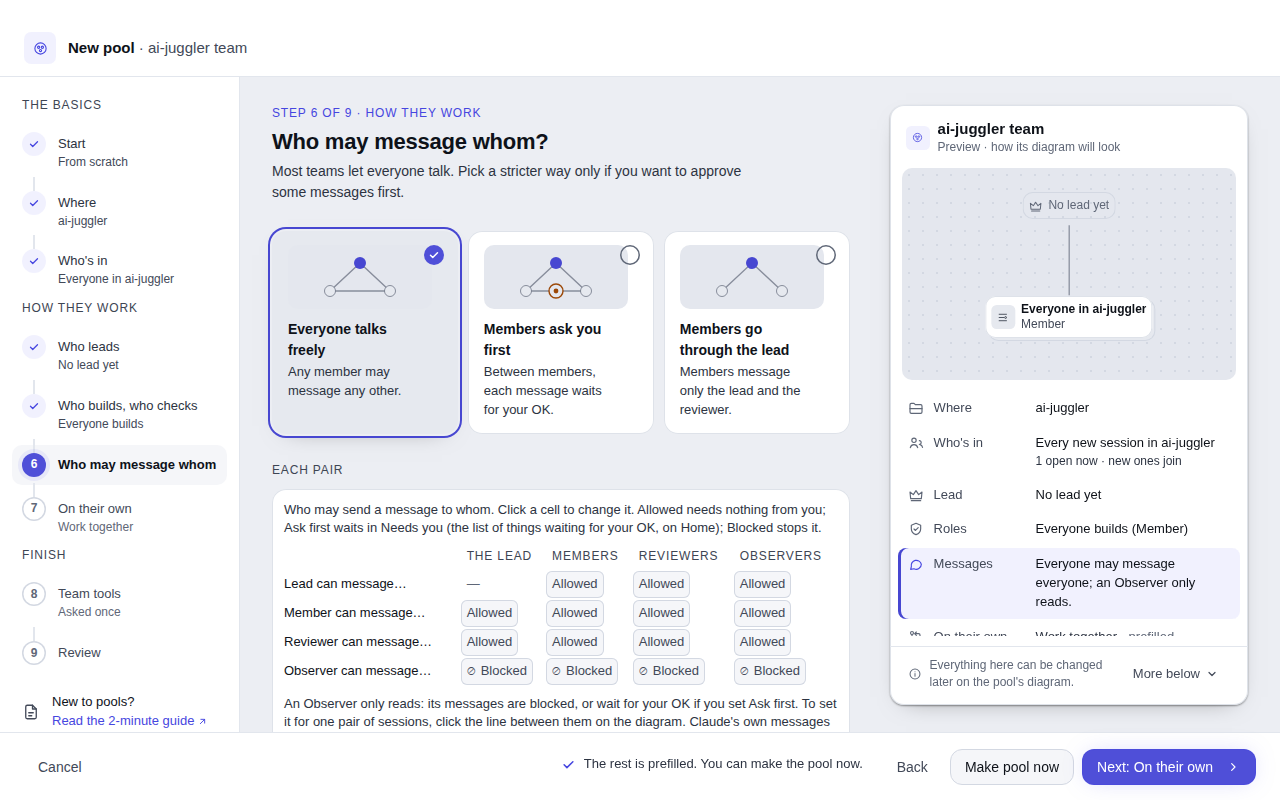 New pool · ai-juggler team
THE BASICS
Start
From scratch
Where
ai-juggler
Who's in
Everyone in ai-juggler
HOW THEY WORK
Who leads
No lead yet
Who builds, who checks
Everyone builds
6 Who may message whom
7 On their own
Work together
FINISH
8 Team tools
Asked once
9 Review
New to pools?
Read the 2-minute guide
STEP 6 OF 9 · HOW THEY WORK
Who may message whom?
Most teams let everyone talk. Pick a stricter way only if you want to approve
some messages first.
Everyone talks
freely
Any member may
message any other.
Members ask you
first
Between members,
each message waits
for your OK.
Members go
through the lead
Members message
only the lead and the
reviewer.
EACH PAIR
Who may send a message to whom. Click a cell to change it. Allowed needs nothing from you;
Ask first waits in Needs you (the list of things waiting for your OK, on Home); Blocked stops it.
THE LEAD MEMBERS REVIEWERS OBSERVERS
Lead can message… — Allowed Allowed Allowed
Member can message… Allowed Allowed Allowed Allowed
Reviewer can message… Allowed Allowed Allowed Allowed
Observer can message… Blocked Blocked Blocked Blocked
An Observer only reads: its messages are blocked, or wait for your OK if you set Ask first. To set
it for one pair of sessions, click the line between them on the diagram. Claude's own messages
ai-juggler team
Preview · how its diagram will look
No lead yet
Everyone in ai-juggler
Member
Where ai-juggler
Who's in Every new session in ai-juggler
1 open now · new ones join
Lead No lead yet
Roles Everyone builds (Member)
Messages Everyone may message
everyone; an Observer only
reads.
On their own Work together · prefilled
Everything here can be changed
later on the pool's diagram.
More below
Cancel
The rest is prefilled. You can make the pool now.
Back
Make pool now
Next: On their own